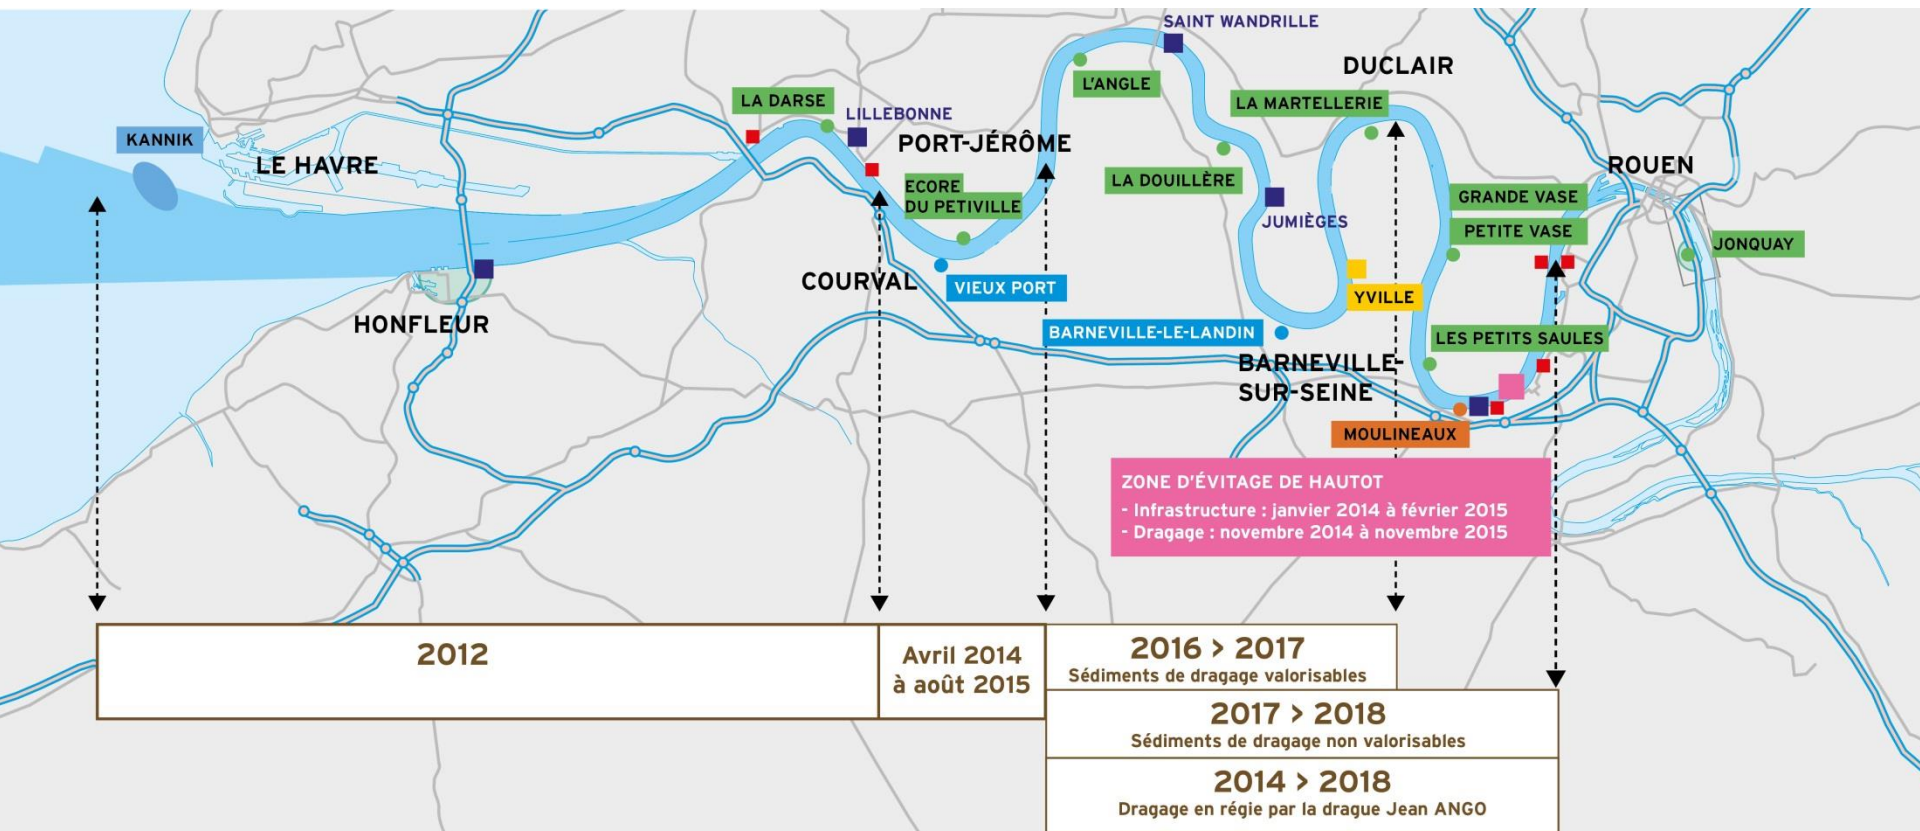 SAINT WANDRILLE
DUCLAIR
L'ANGLE
LA DARSE
LILLEBONNE
LA MARTELLERIE
KANNIK
PORT-JÉRÔME
LE HAVRE
ROUEN
LA DOUILLÈRE
ECORE
DU PETIVILLE
GRANDE VASE
JUMIÈGES
PETITE VASE
JONQUAY
COURVAL
VIEUX PORT
YVILLE
HONFLEUR
BARNEVILLE-LE-LANDIN
LES PETITS SAULES
BARNEVILLE-
SUR-SEINE
MOULINEAUX
ZONE D'ÉVITAGE DE HAUTOT
- Infrastructure : janvier 2014 à février 2015
- Dragage : novembre 2014 à novembre 2015
2012
Avril 2014
à août 2015
2016 > 2017
Sédiments de dragage valorisables
2017 > 2018
Sédiments de dragage non valorisables
2014 > 2018
Dragage en régie par la drague Jean ANGO